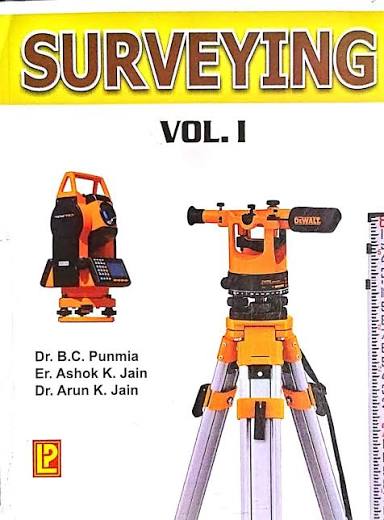 SURVEYING
VOL. I
DEWALT
Dr. B.C. Punmia
Er. Ashok K. Jain
Dr. Arun K. Jain
LP